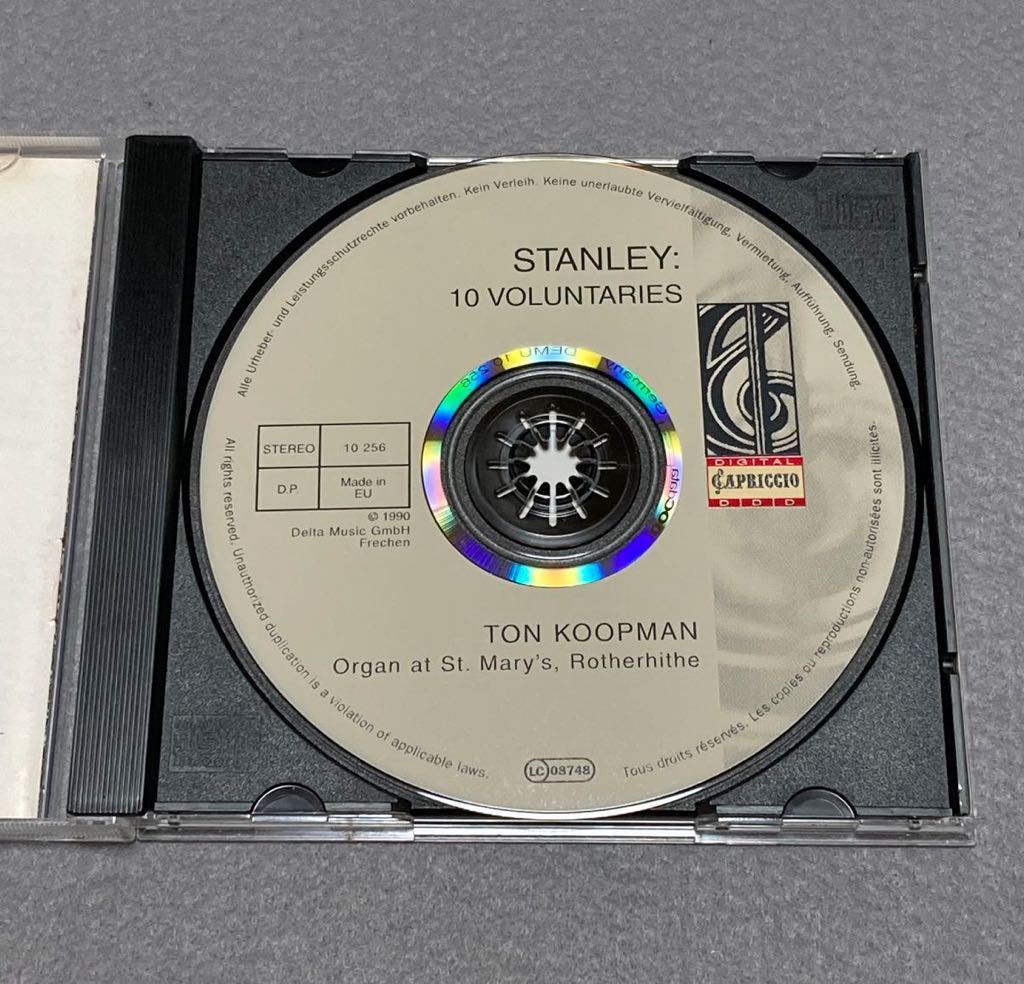 Alle Urheber- und Leistungsschutzrechte vorbehalten. Kein Verleih. Keine unerlaubte Vervielfältigung, Vermietung, Aufführung, Sendung.
STANLEY:
10 VOLUNTARIES
STEREO
10 256
D.P.
Made in
EU
© 1990
Delta Music GmbH
Frechen
DIGITAL
CAPRICCIO
D D D
TON KOOPMAN
Organ at St. Mary's, Rotherhithe
LC 08748
All rights reserved. Unauthorized duplication is a violation of applicable laws.
Tous droits réservés. Les copies ou reproductions non-autorisées sont illicites.
Germany